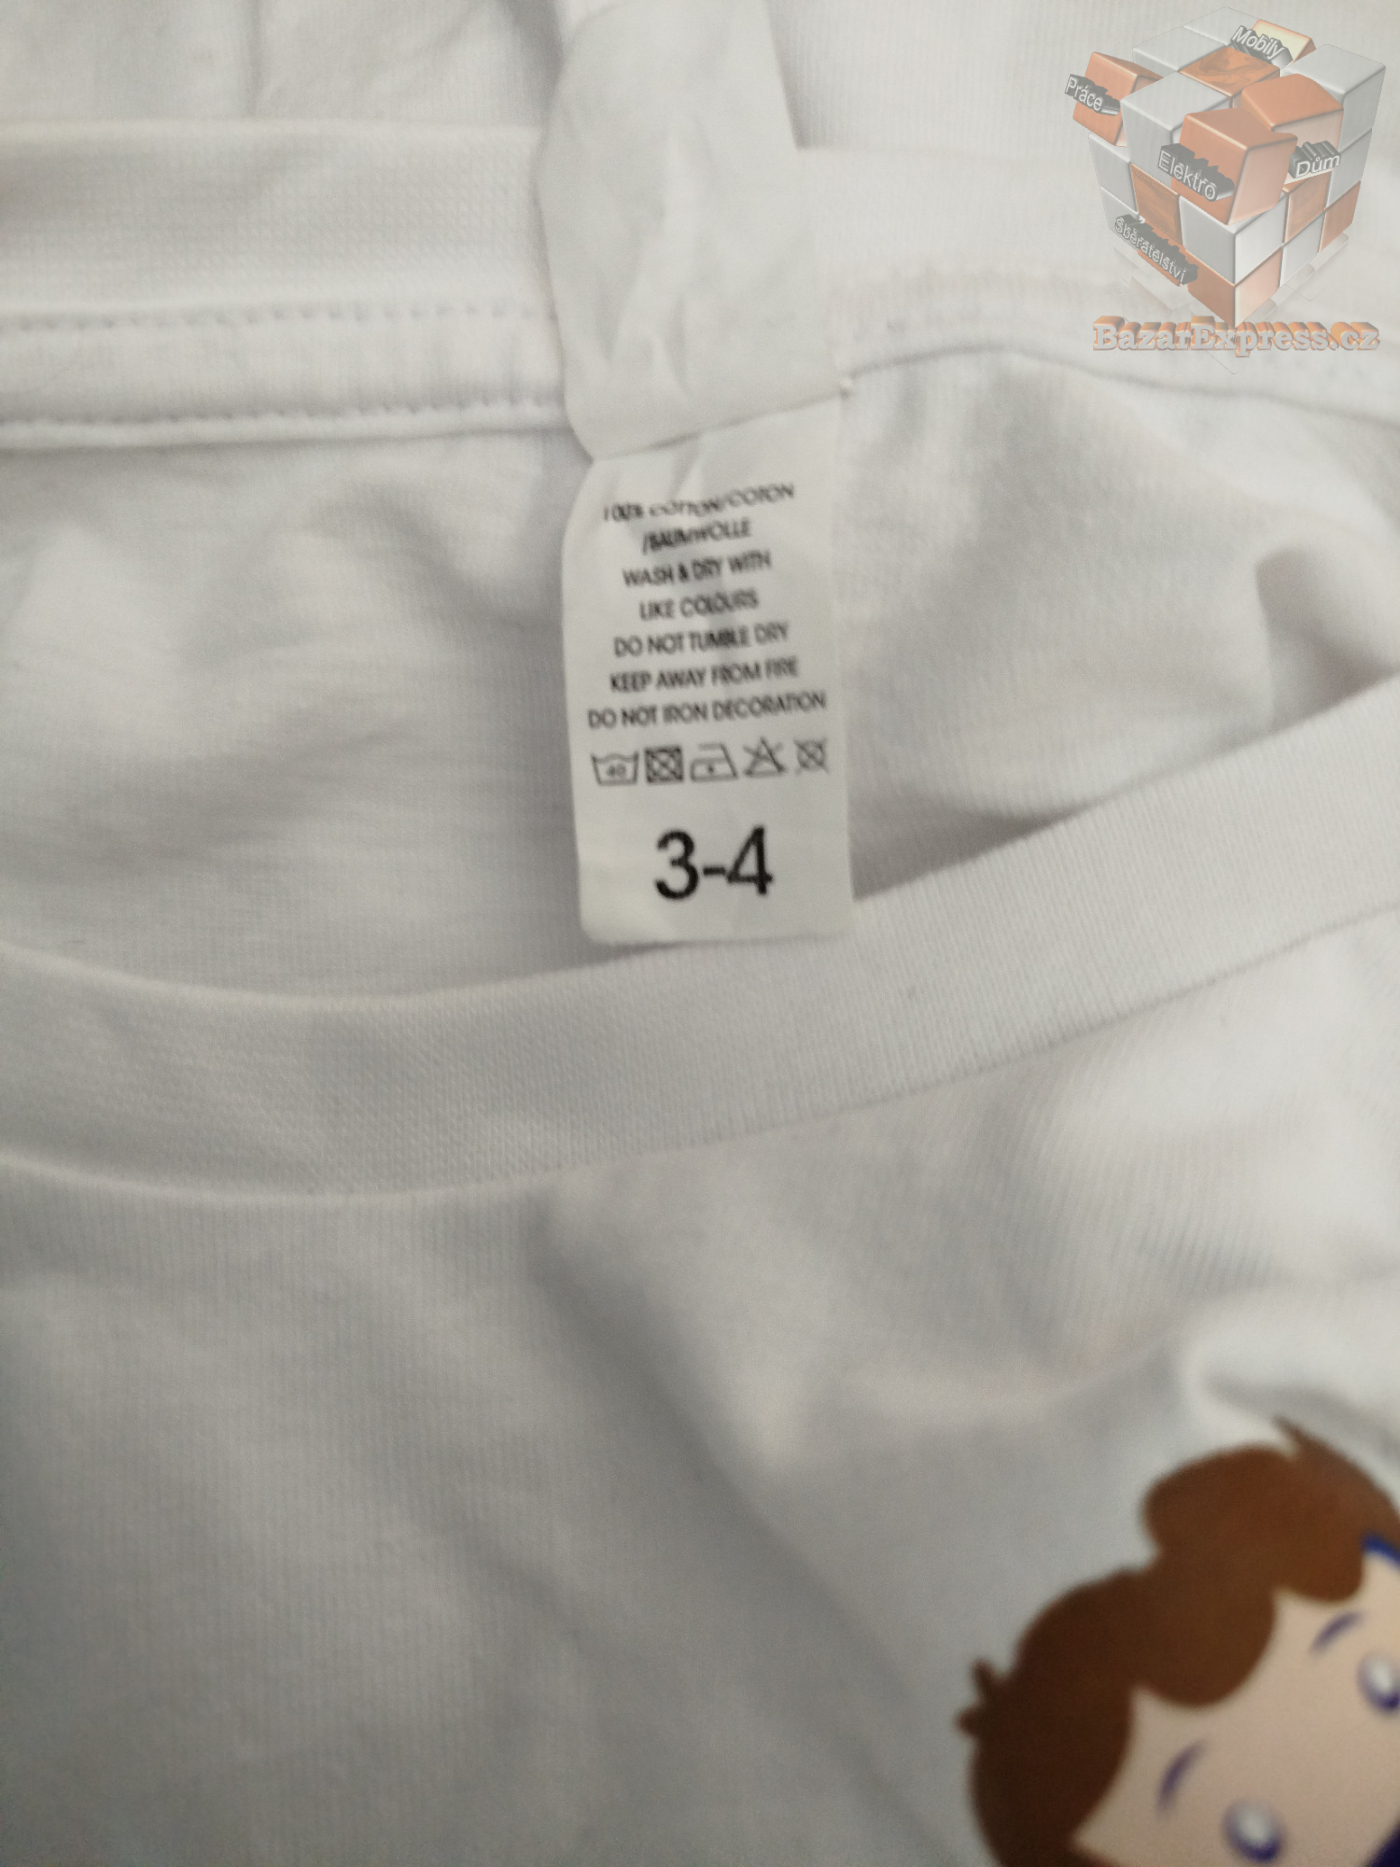 Mobily
Práce
Elektro
Dům
Sběratelství
BazarExpress.cz
100% COTTON/COTON
/BAUMWOLLE
WASH & DRY WITH
LIKE COLOURS
DO NOT TUMBLE DRY
KEEP AWAY FROM FIRE
DO NOT IRON DECORATION
40
3-4